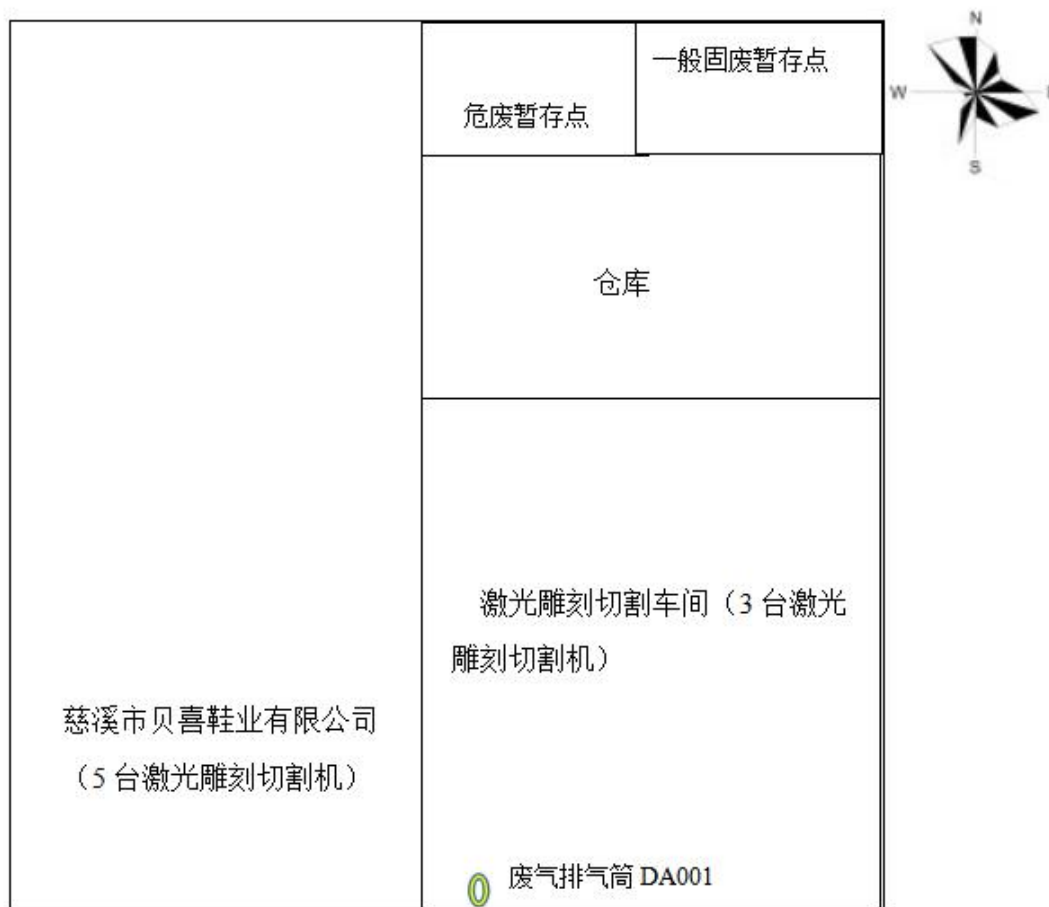 一般固废暂存点
危废暂存点
N
W
S
仓库
激光雕刻切割车间（3 台激光
雕刻切割机）
慈溪市贝喜鞋业有限公司
（5 台激光雕刻切割机）
废气排气筒 DA001